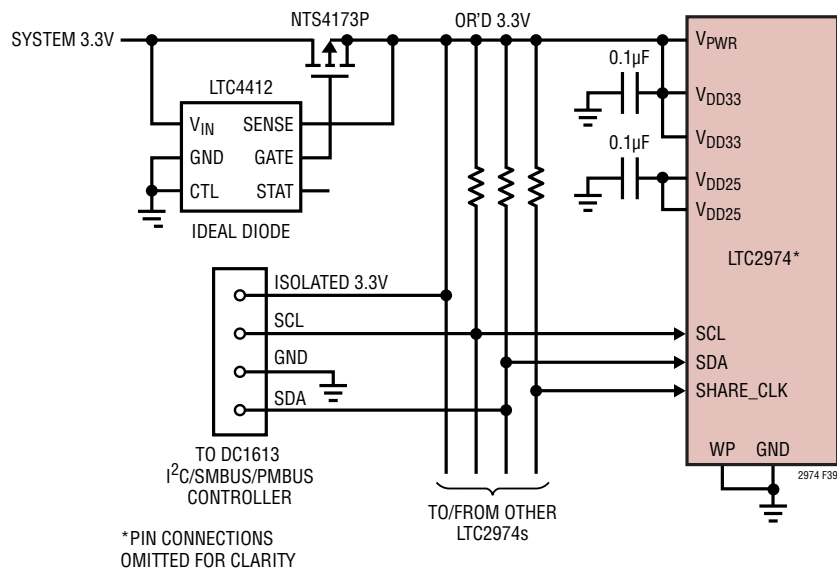 NTS4173P
OR'D 3.3V
SYSTEM 3.3V
LTC4412
VIN SENSE
GND GATE
CTL STAT
IDEAL DIODE
0.1µF
0.1µF
VPWR
VDD33
VDD33
VDD25
VDD25
LTC2974*
SCL
SDA
SHARE_CLK
WP GND
2974 F39
ISOLATED 3.3V
SCL
GND
SDA
TO DC1613
I2C/SMBUS/PMBUS
CONTROLLER
TO/FROM OTHER
LTC2974s
*PIN CONNECTIONS
OMITTED FOR CLARITY